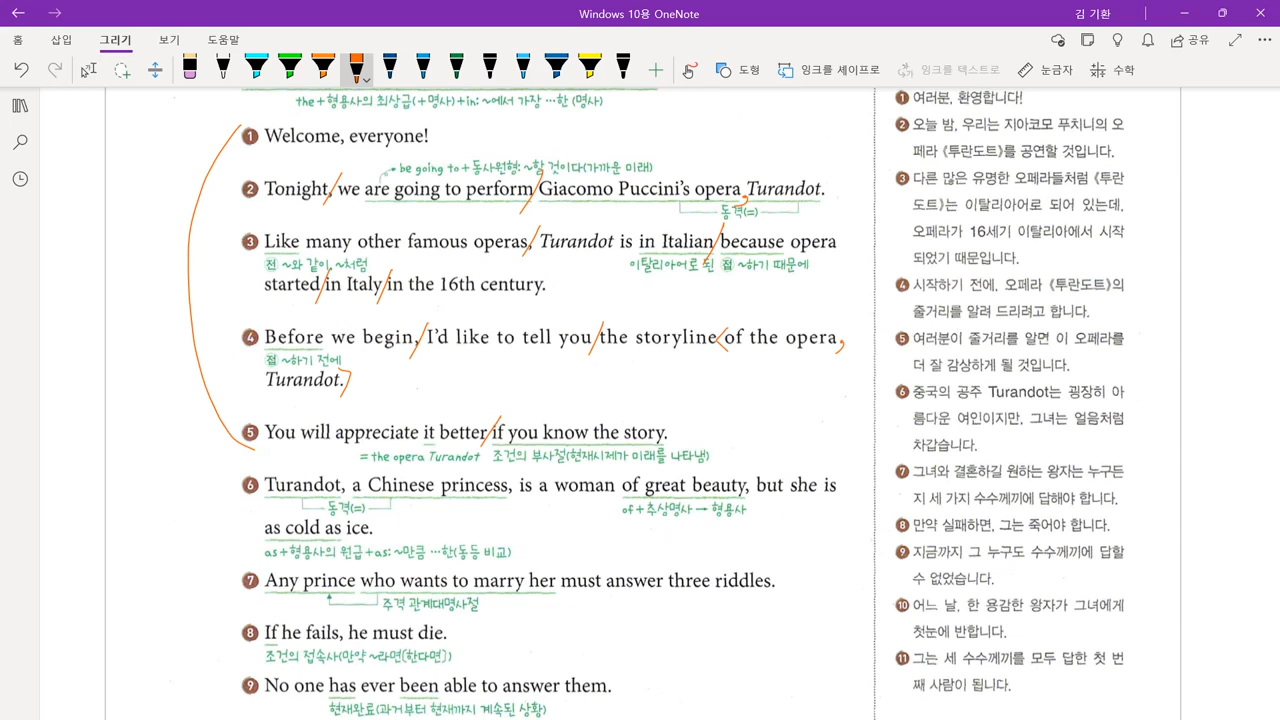 Windows 10용 OneNote
김 기환
홈 삽입 그리기 보기 도움말
공유
도형 잉크를 셰이프로 잉크를 텍스트로 눈금자 수학
the+형용사의 최상급(+명사)+in: ~에서 가장 …한 (명사)
1 Welcome, everyone!
be going to+동사원형: ~할 것이다(가까운 미래)
2 Tonight, we are going to perform Giacomo Puccini's opera, Turandot.
동격(=)
3 Like many other famous operas, Turandot is in Italian because opera
전 ~와 같이, ~처럼 이탈리아어로 된 접 ~하기 때문에
started in Italy in the 16th century.
4 Before we begin, I'd like to tell you the storyline of the opera,
접 ~하기 전에
Turandot.
5 You will appreciate it better if you know the story.
= the opera Turandot 조건의 부사절(현재시제가 미래를 나타냄)
6 Turandot, a Chinese princess, is a woman of great beauty, but she is
동격(=) of+추상명사 → 형용사
as cold as ice.
as+형용사의 원급+as: ~만큼 …한(동등 비교)
7 Any prince who wants to marry her must answer three riddles.
주격 관계대명사절
8 If he fails, he must die.
조건의 접속사(만약 ~라면[한다면])
9 No one has ever been able to answer them.
현재완료(과거부터 현재까지 계속된 상황)
1 여러분, 환영합니다!
2 오늘 밤, 우리는 지아코모 푸치니의 오
페라 《투란도트》를 공연할 것입니다.
3 다른 많은 유명한 오페라들처럼 《투란
도트》는 이탈리아어로 되어 있는데,
오페라가 16세기 이탈리아에서 시작
되었기 때문입니다.
4 시작하기 전에, 오페라 《투란도트》의
줄거리를 알려 드리려고 합니다.
5 여러분이 줄거리를 알면 이 오페라를
더 잘 감상하게 될 것입니다.
6 중국의 공주 Turandot는 굉장히 아
름다운 여인이지만, 그녀는 얼음처럼
차갑습니다.
7 그녀와 결혼하길 원하는 왕자는 누구든
지 세 가지 수수께끼에 답해야 합니다.
8 만약 실패하면, 그는 죽어야 합니다.
9 지금까지 그 누구도 수수께끼에 답할
수 없었습니다.
10 어느 날, 한 용감한 왕자가 그녀에게
첫눈에 반합니다.
11 그는 세 수수께끼를 모두 답한 첫 번
째 사람이 됩니다.